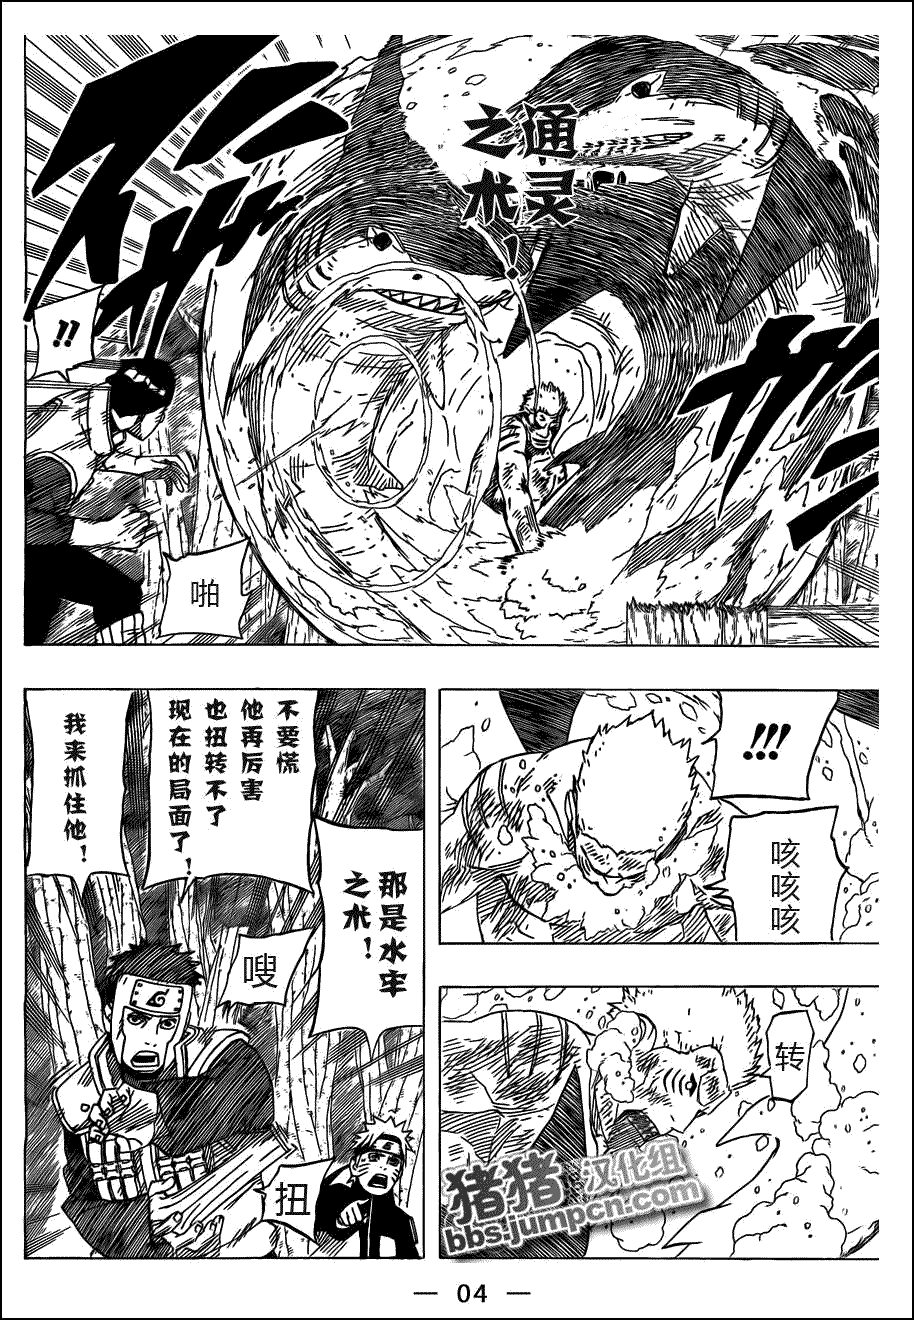 通灵
之术
!
!!
啪
!!!
咳咳咳
转
那是水牢
之术!
不要慌
他再厉害
也扭转不了
现在的局面了!
我来抓住他!
嗖
扭
猪猪汉化组
bbs.jumpcn.com
— 04 —